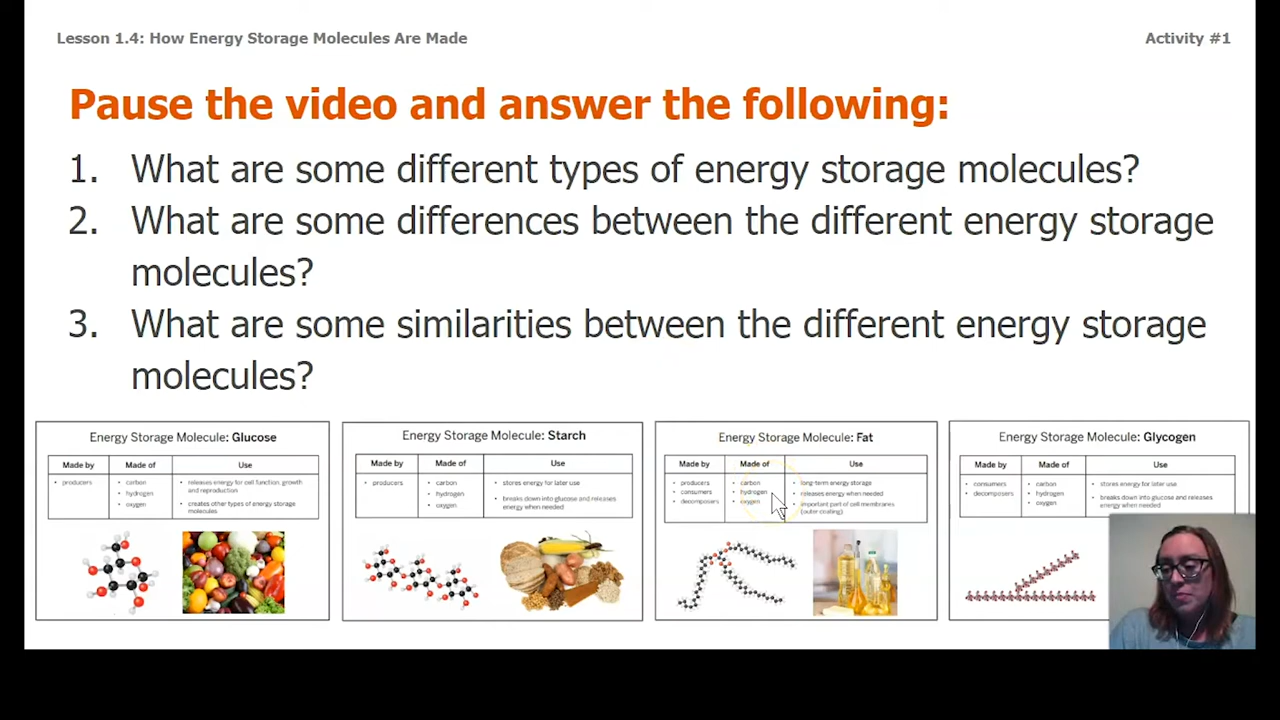 Lesson 1.4: How Energy Storage Molecules Are Made
Activity #1
Pause the video and answer the following:
1. What are some different types of energy storage molecules?
2. What are some differences between the different energy storage
molecules?
3. What are some similarities between the different energy storage
molecules?
Energy Storage Molecule: Glucose
Made by Made of Use
• producers
• carbon
• hydrogen
• oxygen
• releases energy for cell function, growth
and reproduction
• creates other types of energy storage
molecules
Energy Storage Molecule: Starch
Made by Made of Use
• producers
• carbon
• hydrogen
• oxygen
• stores energy for later use
• breaks down into glucose and releases
energy when needed
Energy Storage Molecule: Fat
Made by Made of Use
• producers
• consumers
• decomposers
• carbon
• hydrogen
• oxygen
• long-term energy storage
• releases energy when needed
• important part of cell membranes
(outer coating)
Energy Storage Molecule: Glycogen
Made by Made of Use
• consumers
• decomposers
• carbon
• hydrogen
• oxygen
• stores energy for later use
• breaks down into glucose and releases
energy when needed